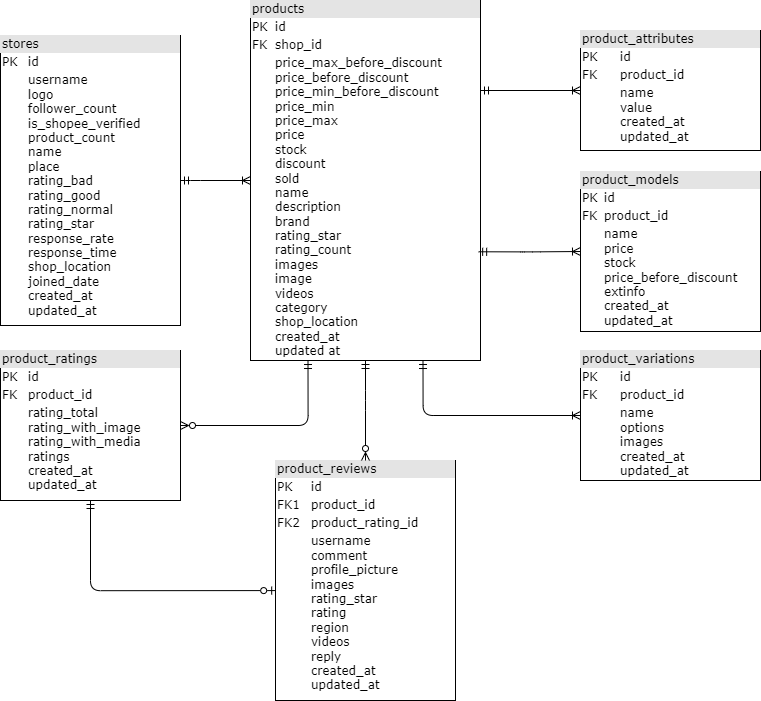 products
PK id
FK shop_id
price_max_before_discount
price_before_discount
price_min_before_discount
price_min
price_max
price
stock
discount
sold
name
description
brand
rating_star
rating_count
images
image
videos
category
shop_location
created_at
updated at
stores
PK id
username
logo
follower_count
is_shopee_verified
product_count
name
place
rating_bad
rating_good
rating_normal
rating_star
response_rate
response_time
shop_location
joined_date
created_at
updated_at
product_attributes
PK id
FK product_id
name
value
created_at
updated_at
product_models
PK id
FK product_id
name
price
stock
price_before_discount
extinfo
created_at
updated_at
product_ratings
PK id
FK product_id
rating_total
rating_with_image
rating_with_media
ratings
created_at
updated_at
product_variations
PK id
FK product_id
name
options
images
created_at
updated_at
product_reviews
PK id
FK1 product_id
FK2 product_rating_id
username
comment
profile_picture
images
rating_star
rating
region
videos
reply
created_at
updated_at